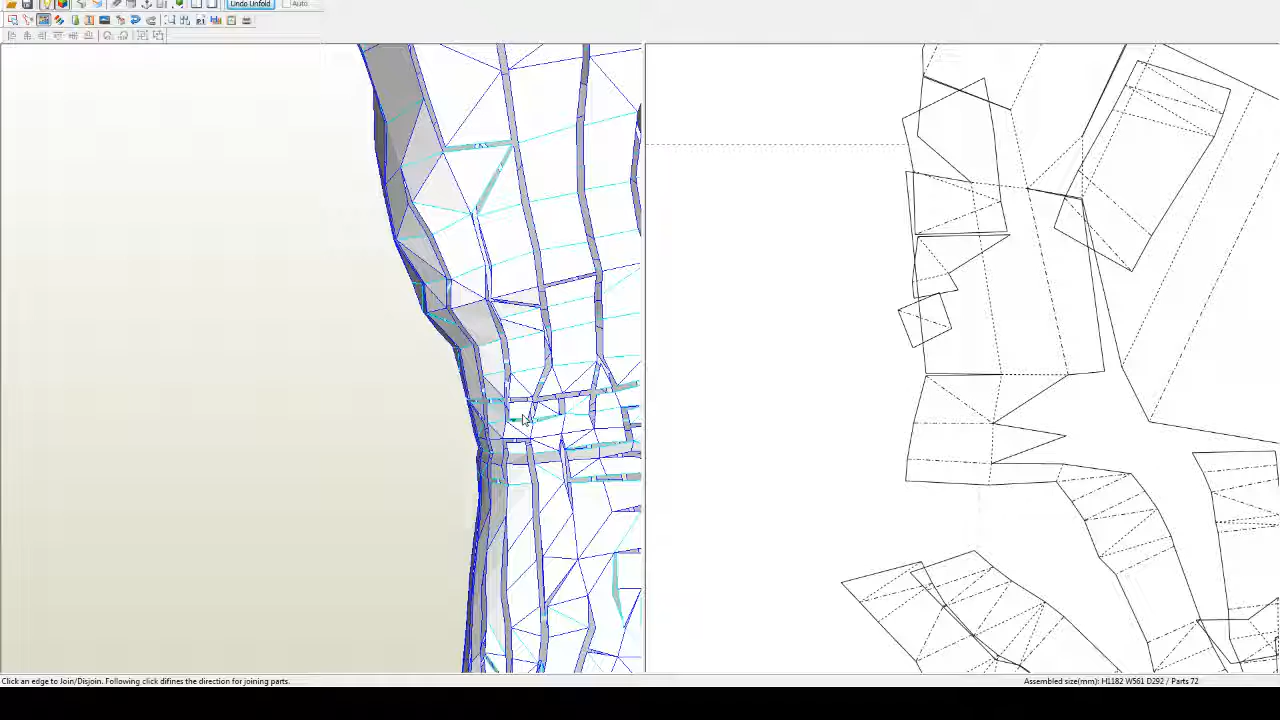 Undo Unfold
Auto
Click an edge to Join/Disjoin. Following click difines the direction for joining parts.
Assembled size(mm): H1182 W561 D292 / Parts 72